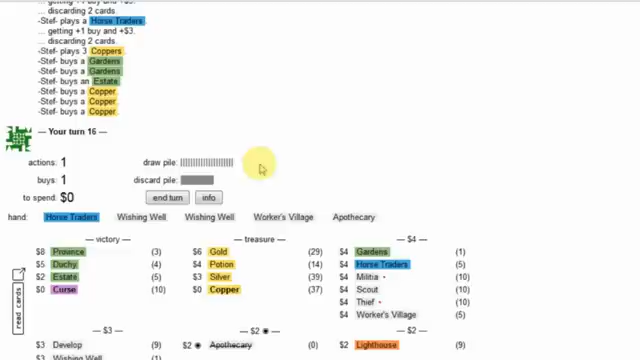 ... getting +1 buy and +$3.
... discarding 2 cards.
-Stef- plays a Horse Traders
... getting +1 buy and +$3.
... discarding 2 cards.
-Stef- plays 3 Coppers.
-Stef- buys a Gardens
-Stef- buys a Gardens
-Stef- buys an Estate
-Stef- buys a Copper
-Stef- buys a Copper
-Stef- buys a Copper
— Your turn 16 —
actions: 1 draw pile:
buys: 1 discard pile:
to spend: $0 end turn info
hand: Horse Traders Wishing Well Wishing Well Worker's Village Apothecary
— victory — — treasure — — $4 —
$8 Province (3) $6 Gold (29) $4 Gardens (1)
$5 Duchy (4) $4 Potion (14) $4 Horse Traders (5)
$2 Estate (5) $3 Silver (39) $4 Militia (10)
$0 Curse (10) $0 Copper (37) $4 Scout (10)
$4 Thief (10)
$4 Worker's Village (5)
read cards
— $3 — — $2 — — $2 —
$3 Develop (9) $2 Apothecary (0) $2 Lighthouse (9)
$3 Wishing Well